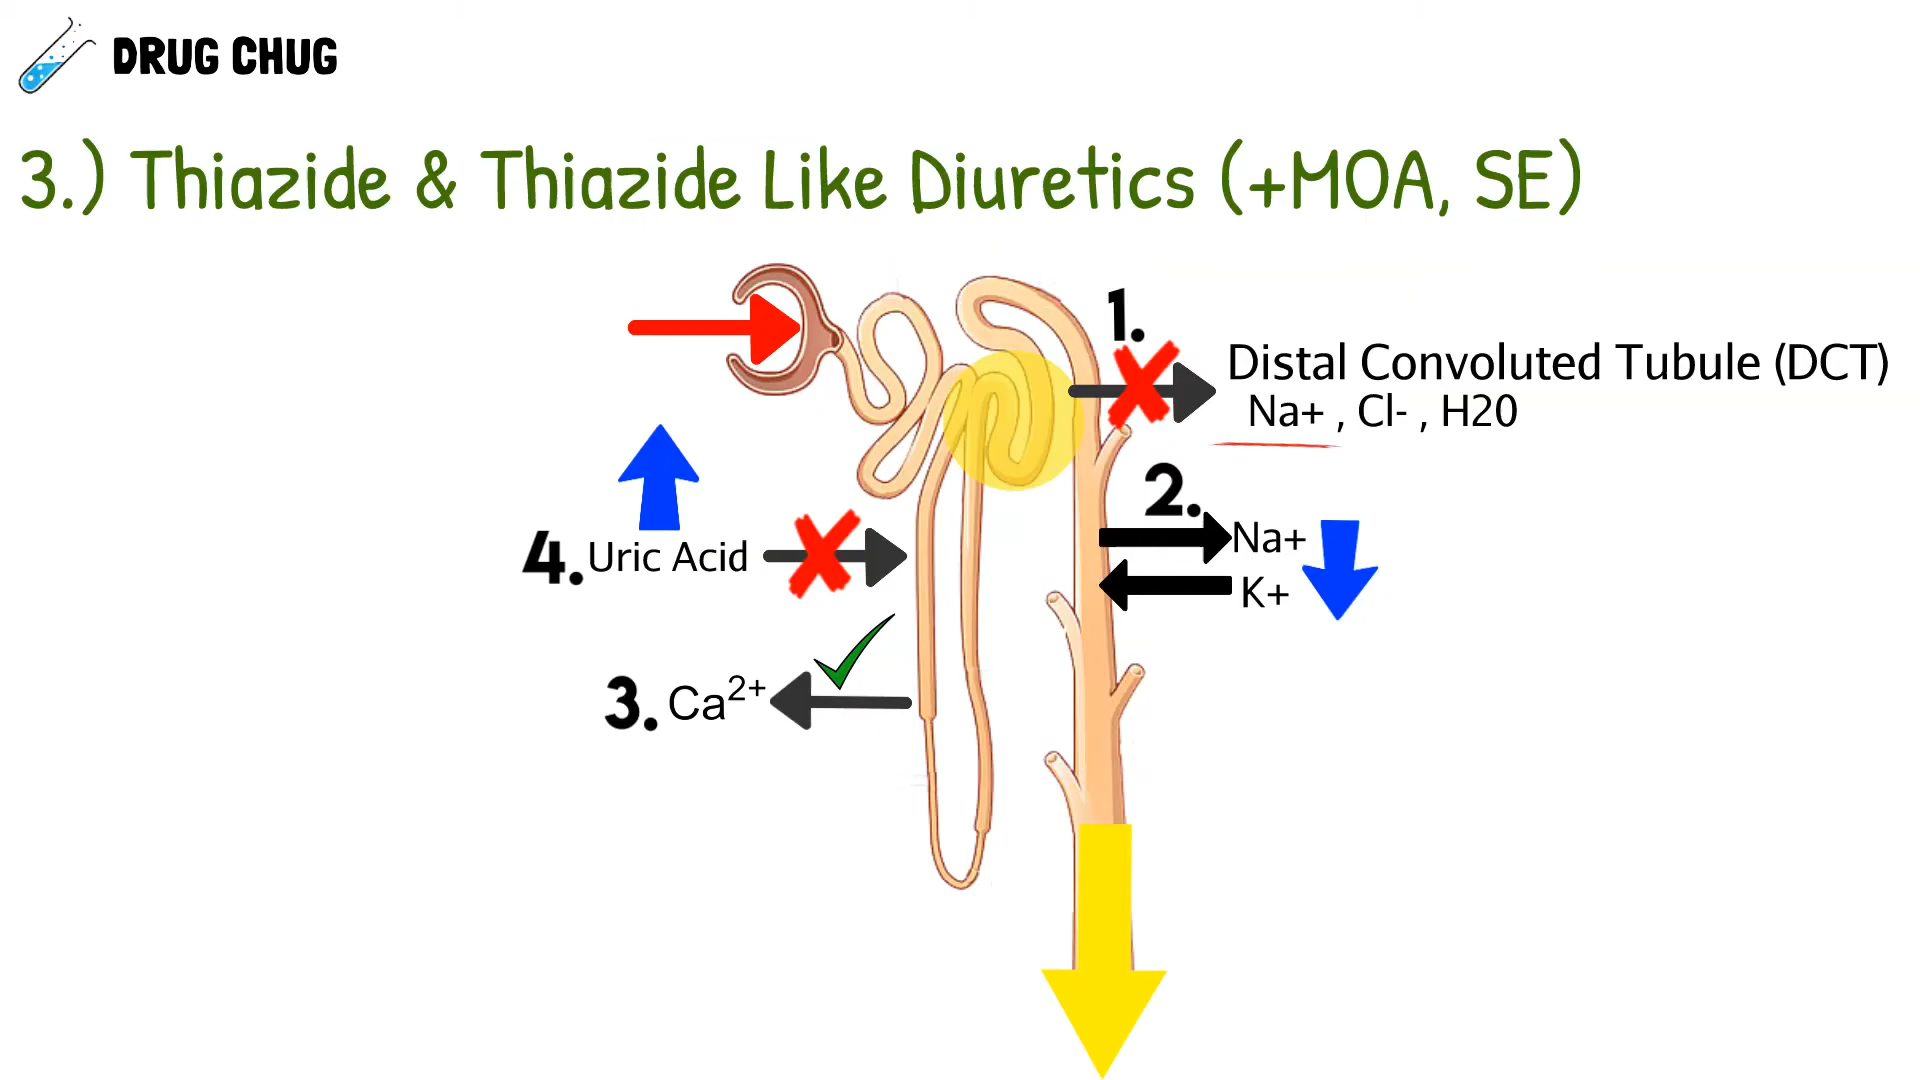 DRUG CHUG
3.) Thiazide & Thiazide Like Diuretics (+MOA, SE)
1.
Distal Convoluted Tubule (DCT)
Na+ , Cl- , H20
2.
Na+
K+
4. Uric Acid
3. Ca²⁺